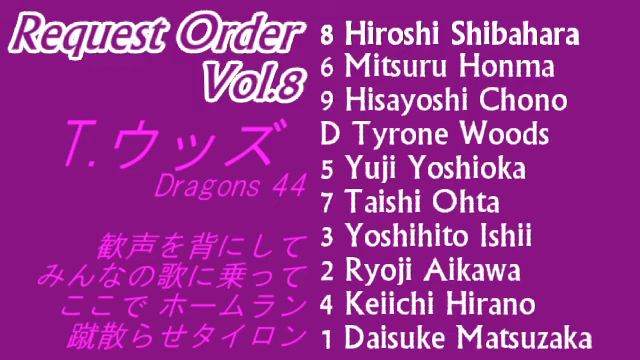 Request Order
Vol.8
T.ウッズ
Dragons 44
歓声を背にして
みんなの歌に乗って
ここで ホームラン
蹴散らせタイロン
8 Hiroshi Shibahara
6 Mitsuru Honma
9 Hisayoshi Chono
D Tyrone Woods
5 Yuji Yoshioka
7 Taishi Ohta
3 Yoshihito Ishii
2 Ryoji Aikawa
4 Keiichi Hirano
1 Daisuke Matsuzaka